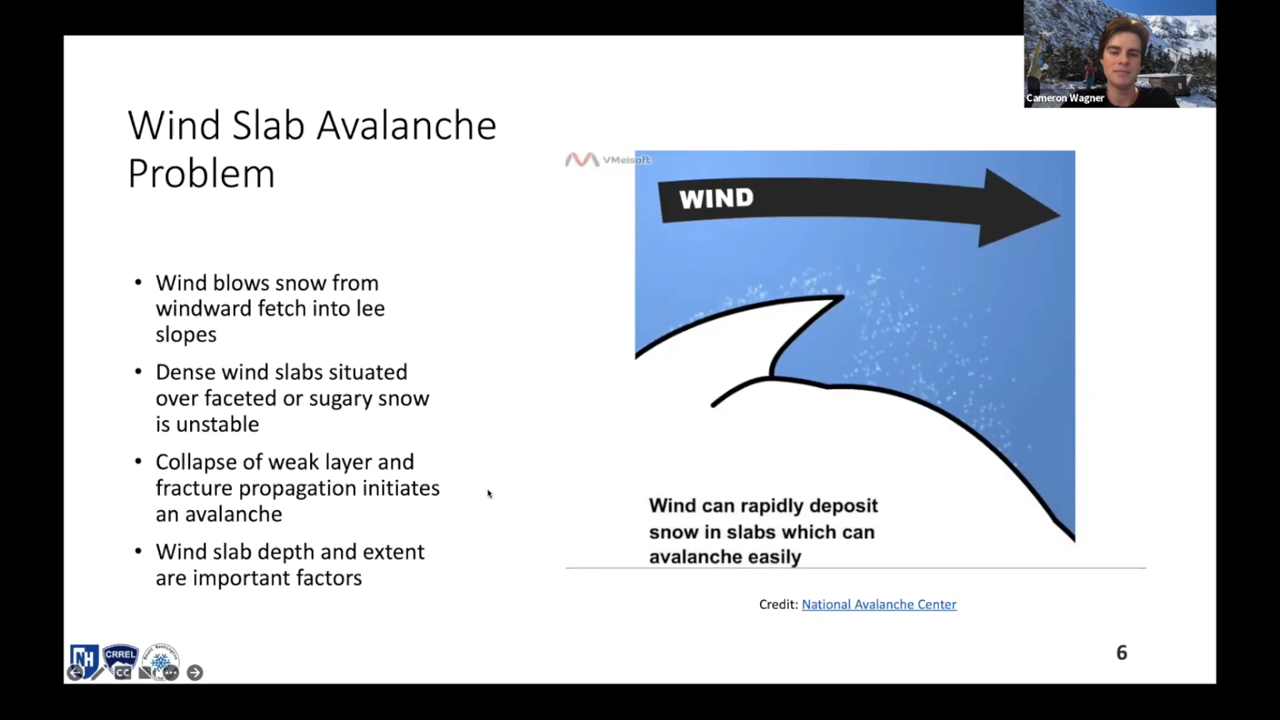 Cameron Wagner
Wind Slab Avalanche
Problem
VMeisoft
WIND
• Wind blows snow from
windward fetch into lee
slopes
• Dense wind slabs situated
over faceted or sugary snow
is unstable
• Collapse of weak layer and
fracture propagation initiates
an avalanche
• Wind slab depth and extent
are important factors
Wind can rapidly deposit
snow in slabs which can
avalanche easily
Credit: National Avalanche Center
6
NH
CRREL
CC